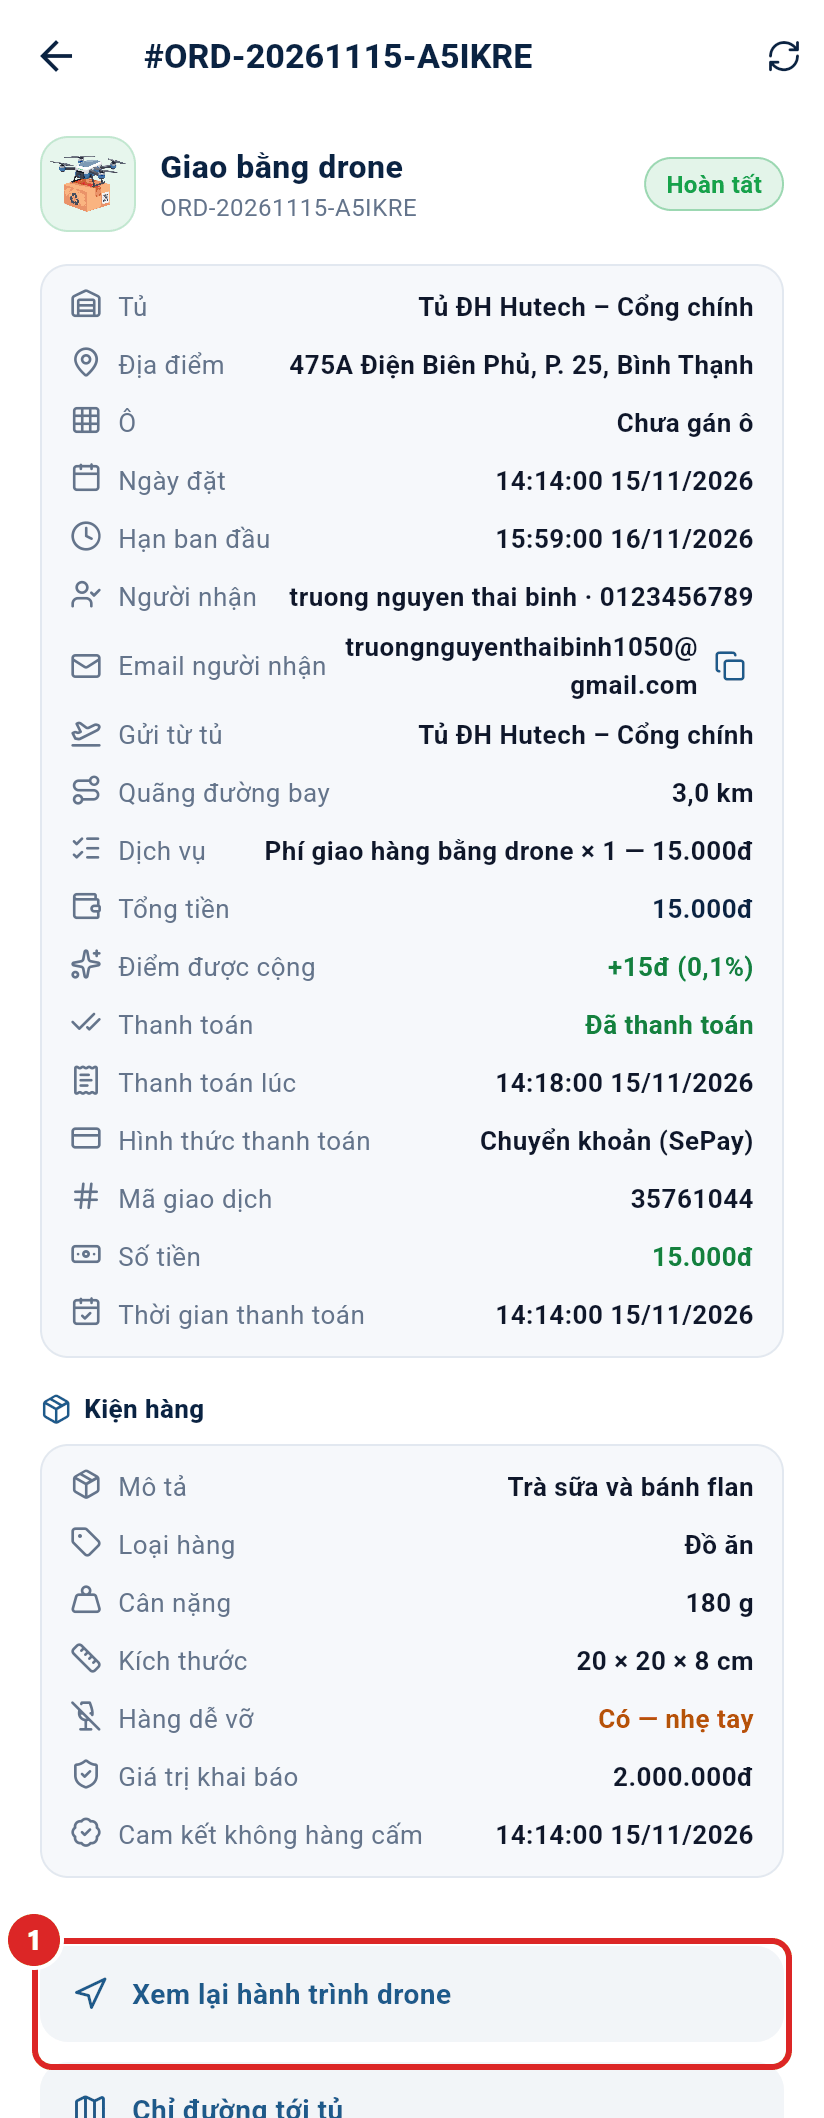 #ORD-20261115-A5IKRE
Giao bằng drone
ORD-20261115-A5IKRE
Hoàn tất
Tủ Tủ ĐH Hutech – Cổng chính
Địa điểm 475A Điện Biên Phủ, P. 25, Bình Thạnh
Ô Chưa gán ô
Ngày đặt 14:14:00 15/11/2026
Hạn ban đầu 15:59:00 16/11/2026
Người nhận truong nguyen thai binh · 0123456789
Email người nhận truongnguyenthaibinh1050@
gmail.com
Gửi từ tủ Tủ ĐH Hutech – Cổng chính
Quãng đường bay 3,0 km
Dịch vụ Phí giao hàng bằng drone × 1 — 15.000đ
Tổng tiền 15.000đ
Điểm được cộng +15đ (0,1%)
Thanh toán Đã thanh toán
Thanh toán lúc 14:18:00 15/11/2026
Hình thức thanh toán Chuyển khoản (SePay)
Mã giao dịch 35761044
Số tiền 15.000đ
Thời gian thanh toán 14:14:00 15/11/2026
Kiện hàng
Mô tả Trà sữa và bánh flan
Loại hàng Đồ ăn
Cân nặng 180 g
Kích thước 20 × 20 × 8 cm
Hàng dễ vỡ Có — nhẹ tay
Giá trị khai báo 2.000.000đ
Cam kết không hàng cấm 14:14:00 15/11/2026
1
Xem lại hành trình drone
Chỉ đường tới tủ